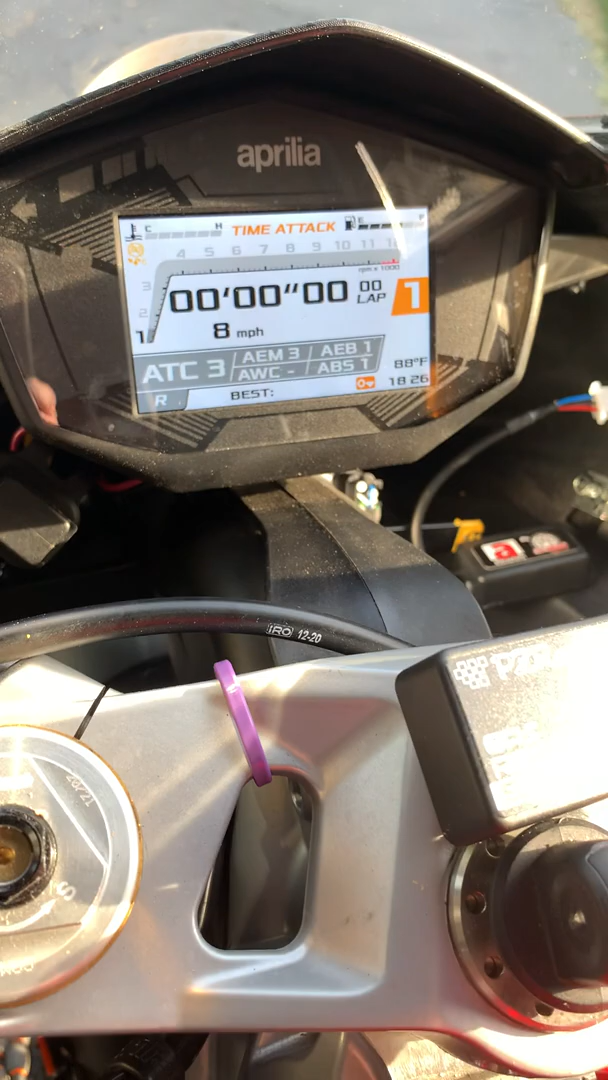 aprilia
C H TIME ATTACK E F
4 5 6 7 8 9 10 11
rpm x 1000
3
2
1
00'00"00 00 LAP 1
8 mph
ATC 3 AEM 3 AEB 1
AWC - ABS 1
88°F
R BEST: 18 26
IRO 12-20
a